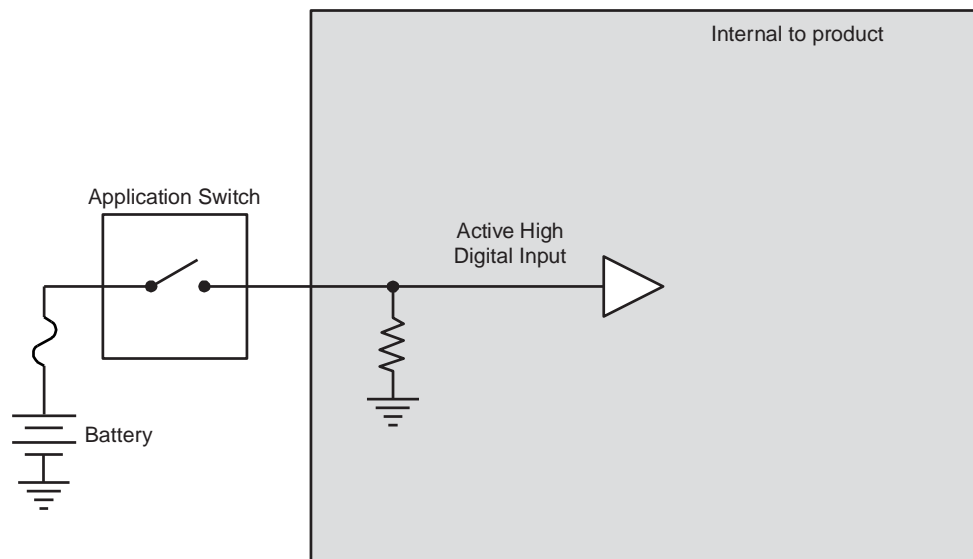 Internal to product
Application Switch
Active High
Digital Input
Battery